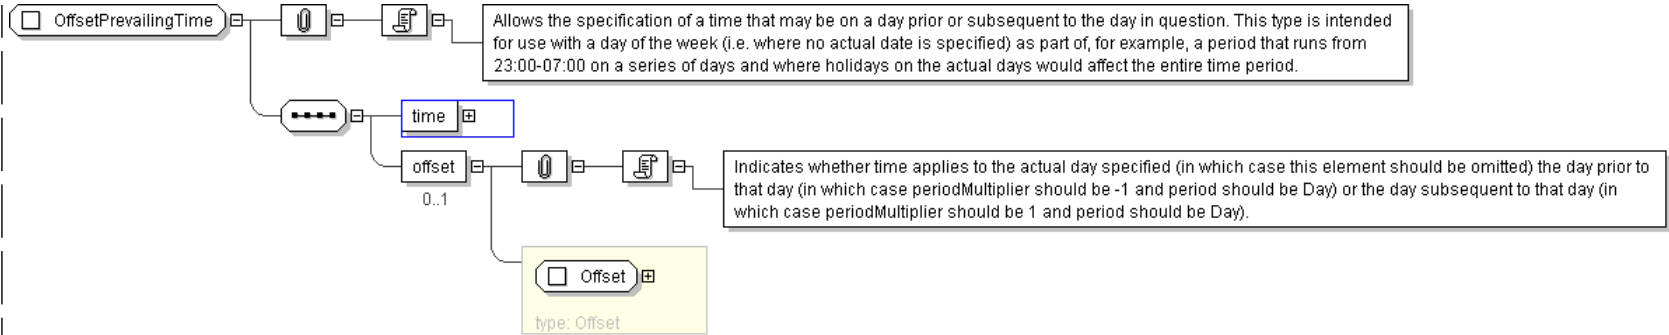 OffsetPrevailingTime
Allows the specification of a time that may be on a day prior or subsequent to the day in question. This type is intended
for use with a day of the week (i.e. where no actual date is specified) as part of, for example, a period that runs from
23:00-07:00 on a series of days and where holidays on the actual days would affect the entire time period.
time
offset
0..1
Indicates whether time applies to the actual day specified (in which case this element should be omitted) the day prior to
that day (in which case periodMultiplier should be -1 and period should be Day) or the day subsequent to that day (in
which case periodMultiplier should be 1 and period should be Day).
Offset
type: Offset